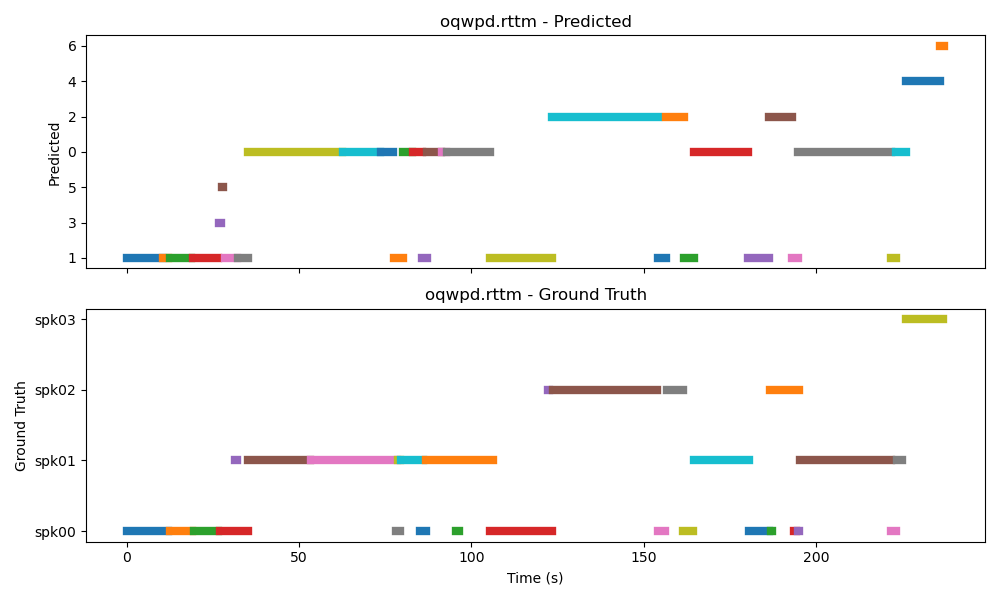 oqwpd.rttm - Predicted
6
4
2
0
5
3
1
Predicted
oqwpd.rttm - Ground Truth
spk03
spk02
spk01
spk00
Ground Truth
0 50 100 150 200
Time (s)